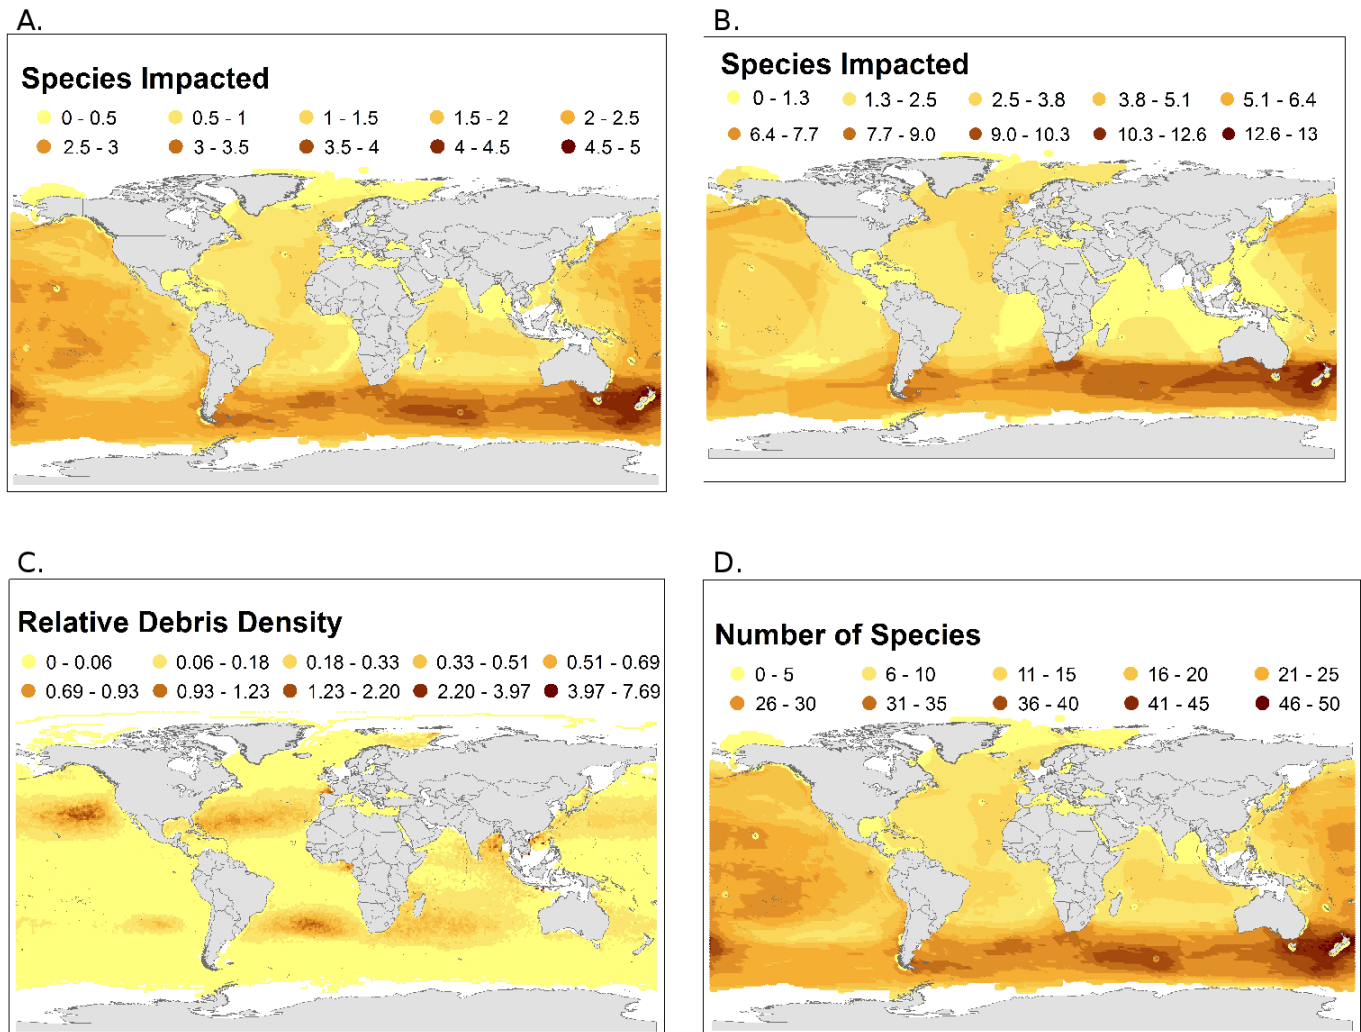 A.
Species Impacted
0 - 0.5 0.5 - 1 1 - 1.5 1.5 - 2 2 - 2.5
2.5 - 3 3 - 3.5 3.5 - 4 4 - 4.5 4.5 - 5
B.
Species Impacted
0 - 1.3 1.3 - 2.5 2.5 - 3.8 3.8 - 5.1 5.1 - 6.4
6.4 - 7.7 7.7 - 9.0 9.0 - 10.3 10.3 - 12.6 12.6 - 13
C.
Relative Debris Density
0 - 0.06 0.06 - 0.18 0.18 - 0.33 0.33 - 0.51 0.51 - 0.69
0.69 - 0.93 0.93 - 1.23 1.23 - 2.20 2.20 - 3.97 3.97 - 7.69
D.
Number of Species
0 - 5 6 - 10 11 - 15 16 - 20 21 - 25
26 - 30 31 - 35 36 - 40 41 - 45 46 - 50